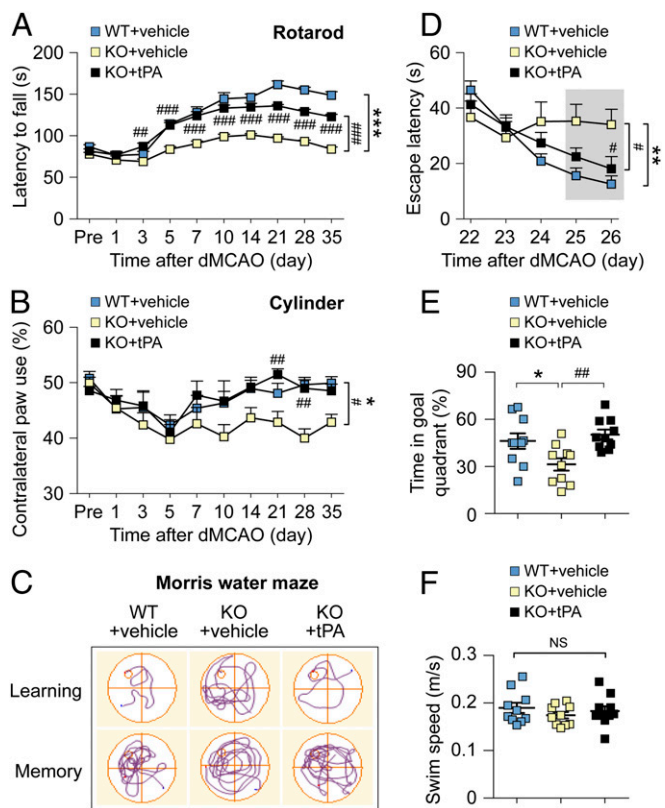 A
WT+vehicle
KO+vehicle
KO+tPA
Rotarod
Latency to fall (s)
200
150
100
50
0
##
###
###
###
###
###
###
###
###
***
Pre 1 3 5 7 10 14 21 28 35
Time after dMCAO (day)
B
WT+vehicle
KO+vehicle
KO+tPA
Cylinder
Contralateral paw use (%)
60
50
40
30
##
##
#
*
Pre 1 3 5 7 10 14 21 28 35
Time after dMCAO (day)
C
Morris water maze
WT
+vehicle
KO
+vehicle
KO
+tPA
Learning
Memory
D
WT+vehicle
KO+vehicle
KO+tPA
Escape latency (s)
60
40
20
0
#
#
**
22 23 24 25 26
Time after dMCAO (day)
E
WT+vehicle
KO+vehicle
KO+tPA
Time in goal
quadrant (%)
90
60
30
0
*
##
F
WT+vehicle
KO+vehicle
KO+tPA
Swim speed (m/s)
0.3
0.2
0.1
0
NS